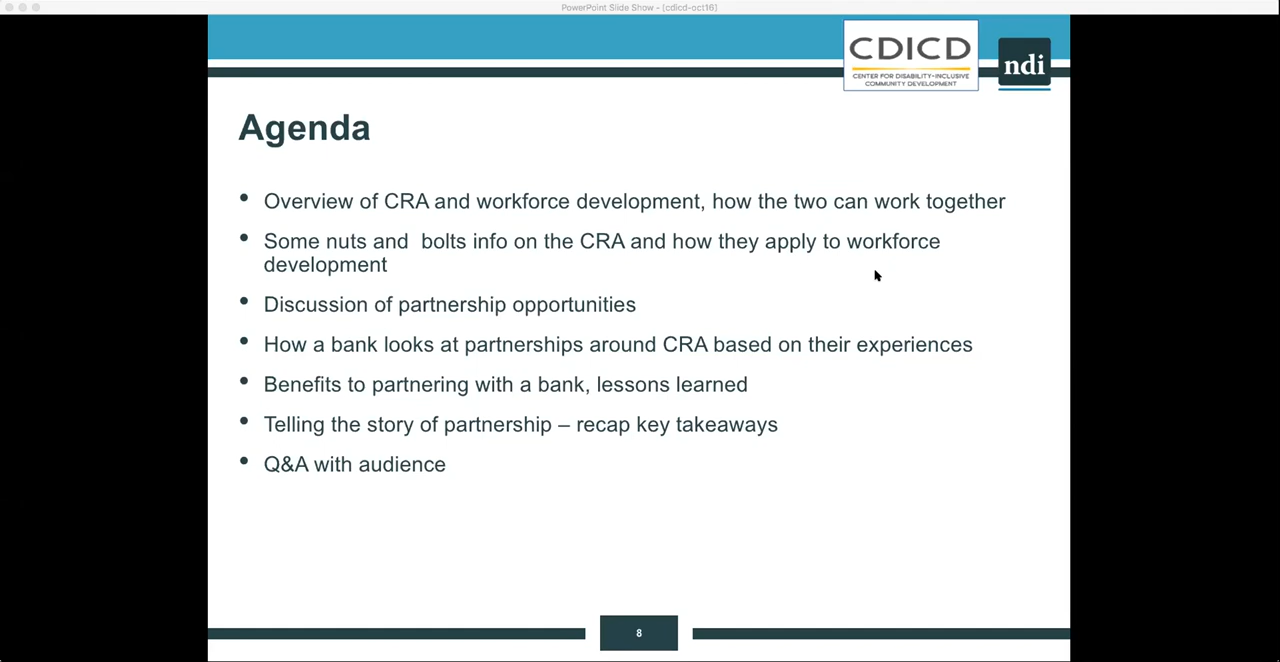 PowerPoint Slide Show - [cdicd-oct16]
CDICD
CENTER FOR DISABILITY-INCLUSIVE
COMMUNITY DEVELOPMENT
ndi
Agenda
• Overview of CRA and workforce development, how the two can work together
• Some nuts and  bolts info on the CRA and how they apply to workforce
development
• Discussion of partnership opportunities
• How a bank looks at partnerships around CRA based on their experiences
• Benefits to partnering with a bank, lessons learned
• Telling the story of partnership – recap key takeaways
• Q&A with audience
8